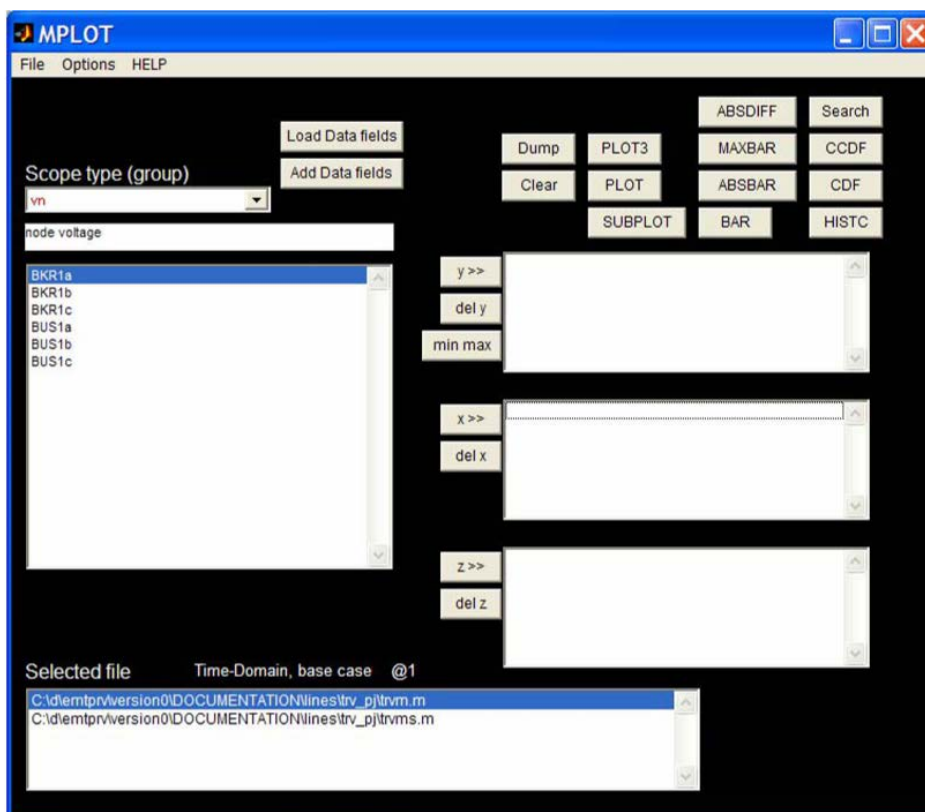 MPLOT
File Options HELP
ABSDIFF Search
Load Data fields
Dump PLOT3 MAXBAR CCDF
Scope type (group) Add Data fields
Clear PLOT ABSBAR CDF
vn
SUBPLOT BAR HISTC
node voltage
y >>
BKR1a
BKR1b
BKR1c
del y
BUS1a
BUS1b
min max
BUS1c
x >>
del x
z >>
del z
Selected file Time-Domain, base case @1
C:\d\emtprv\version0\DOCUMENTATION\lines\trv_pj\trvm.m
C:\d\emtprv\version0\DOCUMENTATION\lines\trv_pj\trvms.m